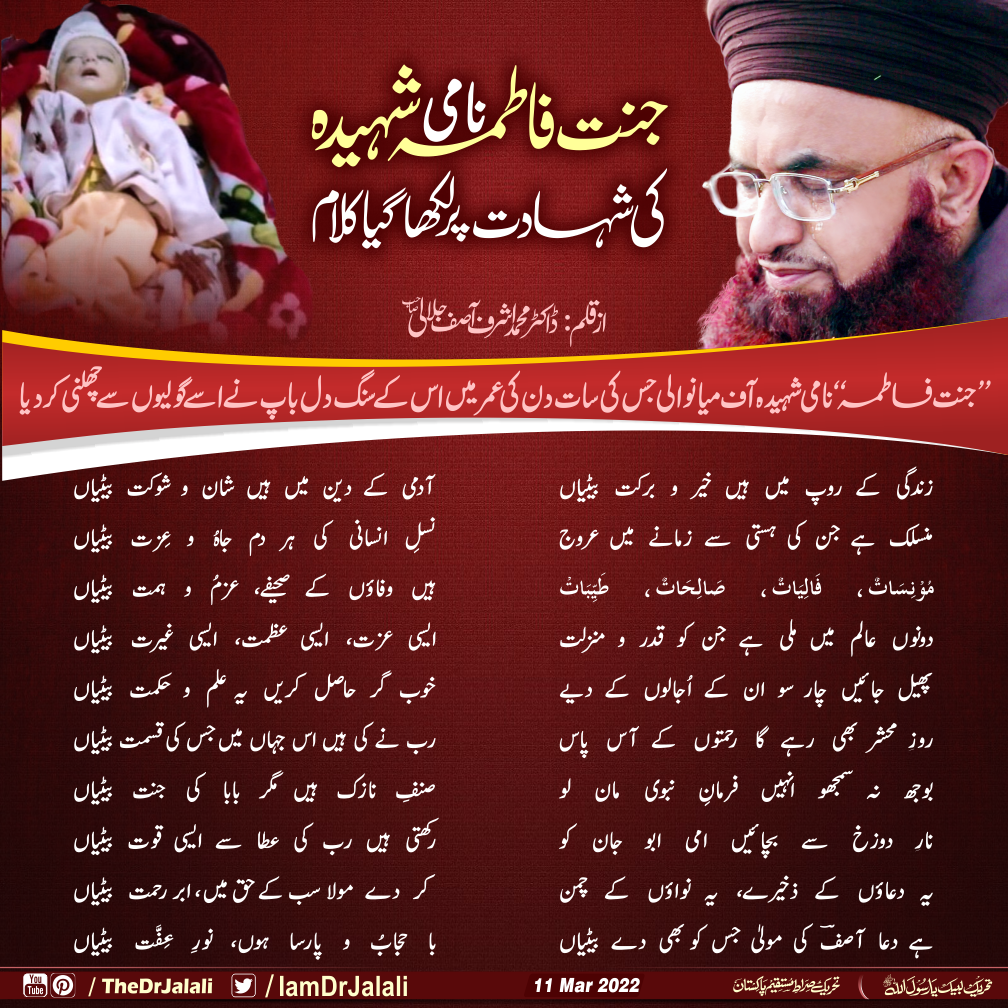 جنت فاطمہ نامی شہیدہ
کی شہادت پر لکھا گیا کلام
از قلم: ڈاکٹر محمد اشرف آصف جلالی صاحب
”جنت فاطمہ“ نامی شہیدہ آف میانوالی جس کی سات دن کی عمر میں اس کے سنگ دل باپ نے اسے گولیوں سے چھلنی کر دیا
زندگی کے روپ میں ہیں خیر و برکت بیٹیاں آدمی کے دین میں ہیں شان و شوکت بیٹیاں
منسلک ہے جن کی ہستی سے زمانے میں عروج نسلِ انسانی کی ہر دم جاہُ و عِزت بیٹیاں
مُؤْنِسَاتْ، غَالِيَاتْ، صَالِحَاتْ، طَيِّبَاتْ ہیں وفاؤں کے صحیفے، عزمُ و ہمت بیٹیاں
دونوں عالم میں ملی ہے جن کو قدر و منزلت ایسی عزت، ایسی عظمت، ایسی غیرت بیٹیاں
پھیل جائیں چار سو ان کے اُجالوں کے دیے خوب گر حاصل کریں یہ علم و حکمت بیٹیاں
روز محشر بھی رہے گا رحمتوں کے آس پاس رب نے کی ہیں اس جہاں میں جس کی قسمت بیٹیاں
بوجھ نہ سمجھو انہیں فرمانِ نبوی مان لو صنفِ نازک ہیں مگر بابا کی جنت بیٹیاں
نار دوزخ سے بچائیں امی ابو جان کو رکھتی ہیں رب کی عطا سے ایسی قوت بیٹیاں
یہ دعاؤں کے ذخیرے، یہ نواؤں کے چمن کر دے مولا سب کے حق میں، ابر رحمت بیٹیاں
ہے دعا آصفؔ کی مولیٰ جس کو بھی دے بیٹیاں با حجابُ و پارسا ہوں، نورِ عِفَّت بیٹیاں
You Tube / TheDrJalali / IamDrJalali 11 Mar 2022 تحریک صراط مستقیم پاکستان تحریک لبیک یا رسول اللہ ﷺ